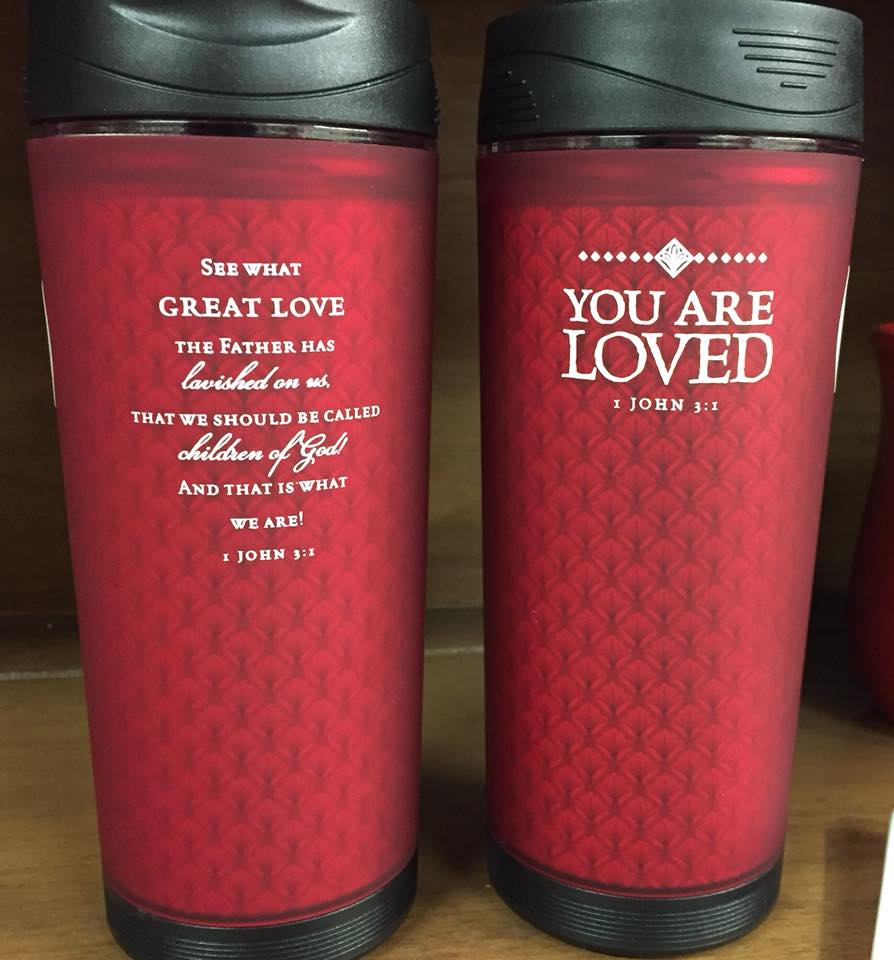 See what
GREAT LOVE
THE FATHER HAS
lavished on us,
THAT WE SHOULD BE CALLED
children of God!
AND THAT IS WHAT
WE ARE!
1 JOHN 3:1
YOU ARE
LOVED
1 JOHN 3:1